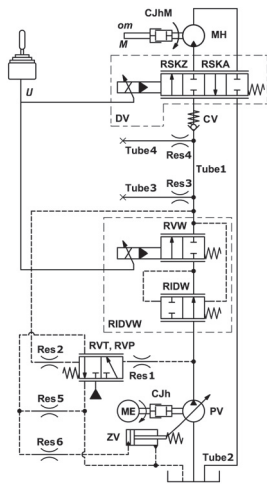 om
M
CJhM
MH
RSKZ RSKA
U
DV
CV
Tube4
Res4
Tube1
Tube3
Res3
RVW
RIDW
RIDVW
RVT, RVP
Res2
Res1
Res5
CJh
ME
PV
Res6
ZV
Tube2